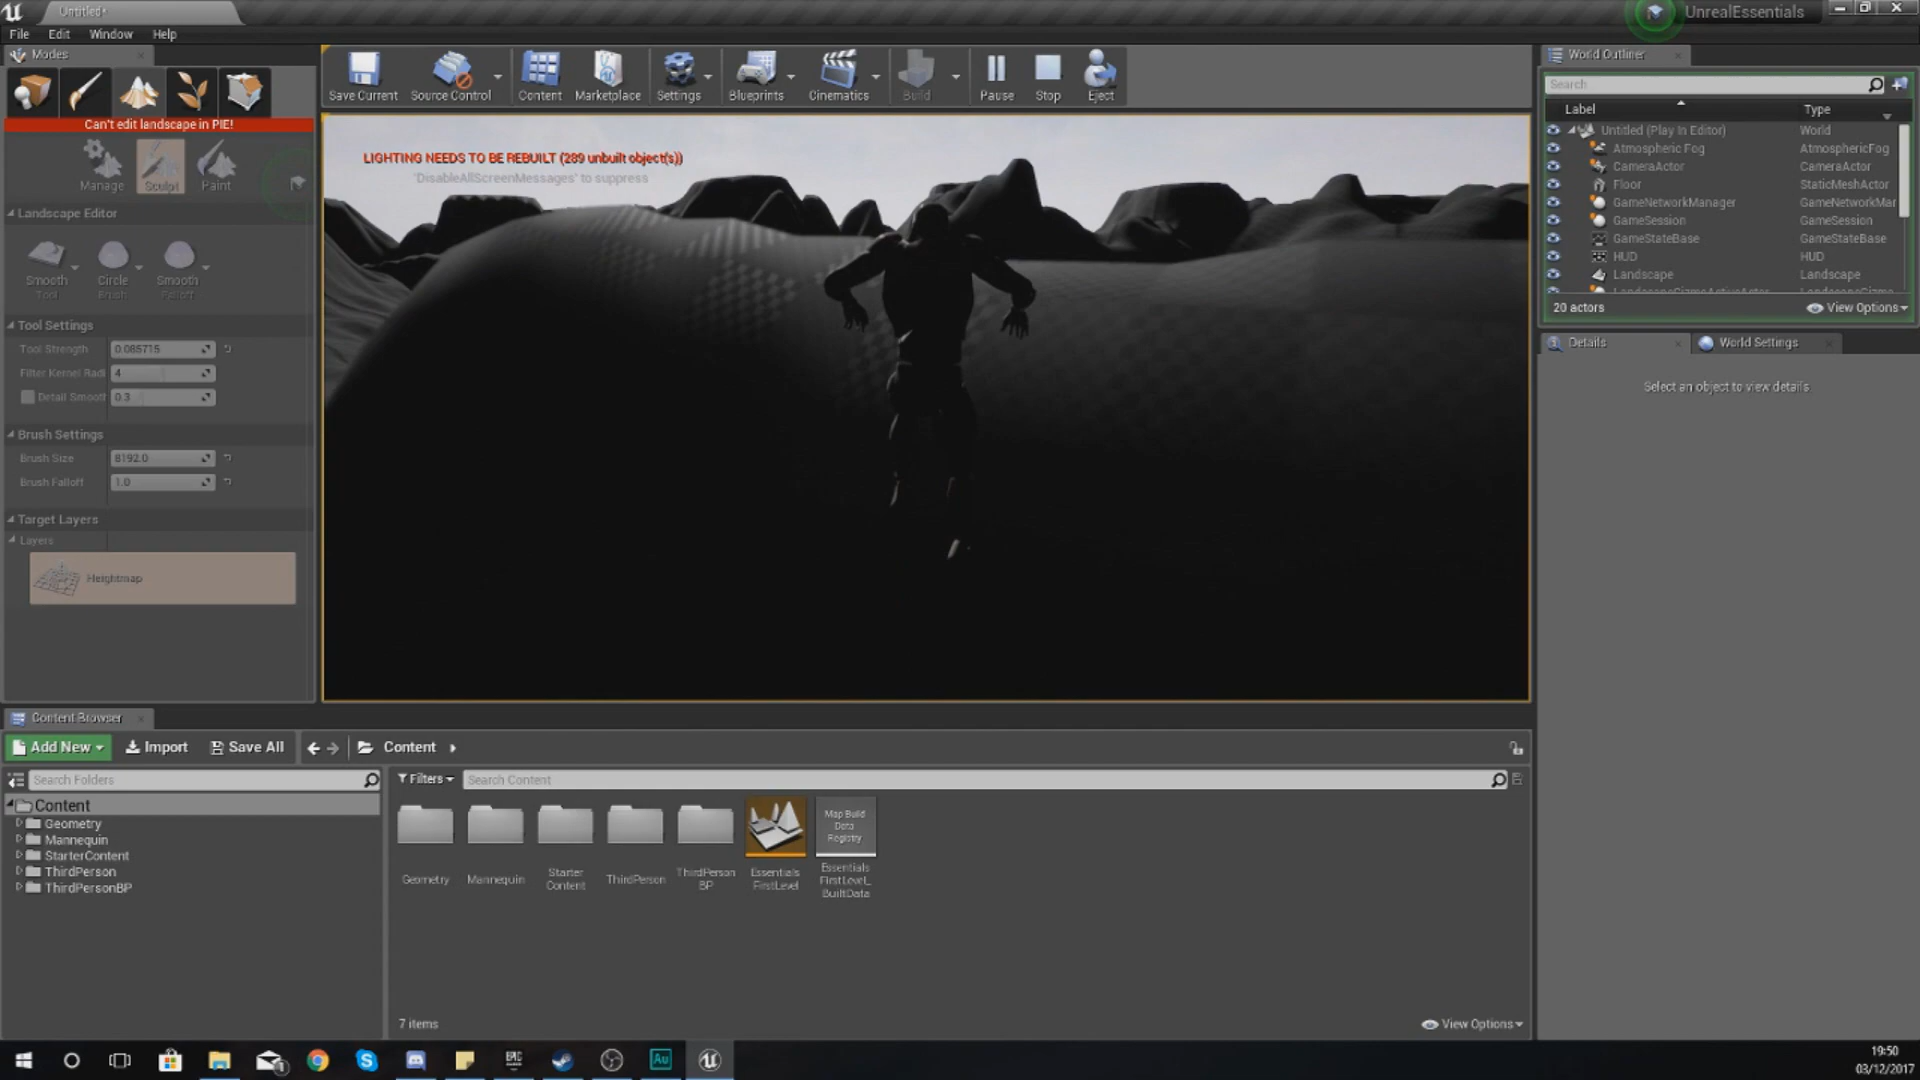 Untitled*
UnrealEssentials
File Edit Window Help
Modes
Can't edit landscape in PIE!
Manage Sculpt Paint
Landscape Editor
Smooth Tool
Circle Brush
Smooth Falloff
Tool Settings
Tool Strength 0.085715
Filter Kernel Radi 4
Detail Smooth 0.3
Brush Settings
Brush Size 8192.0
Brush Falloff 1.0
Target Layers
Layers
Heightmap
Save Current Source Control Content Marketplace Settings Blueprints Cinematics Build Pause Stop Eject
LIGHTING NEEDS TO BE REBUILT (289 unbuilt object(s))
'DisableAllScreenMessages' to suppress
World Outliner
Search
Label Type
Untitled (Play In Editor) World
Atmospheric Fog AtmosphericFog
CameraActor CameraActor
Floor StaticMeshActor
GameNetworkManager GameNetworkMar
GameSession GameSession
GameStateBase GameStateBase
HUD HUD
Landscape Landscape
20 actors View Options
Details World Settings
Select an object to view details
Content Browser
Add New Import Save All Content
Search Folders
Filters Search Content
Content
Geometry
Mannequin
StarterContent
ThirdPerson
ThirdPersonBP
Geometry
Mannequin
Starter Content
ThirdPerson
ThirdPerson BP
Essentials FirstLevel
Map Build Data Registry
Essentials FirstLevel_ BuiltData
7 items View Options
EPIC
Au
19:50
03/12/2017